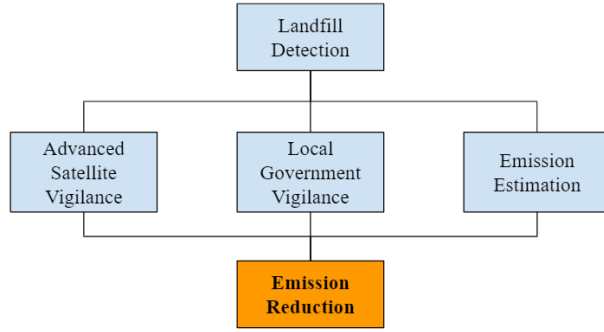 Landfill
Detection
Advanced
Satellite
Vigilance
Local
Government
Vigilance
Emission
Estimation
Emission
Reduction